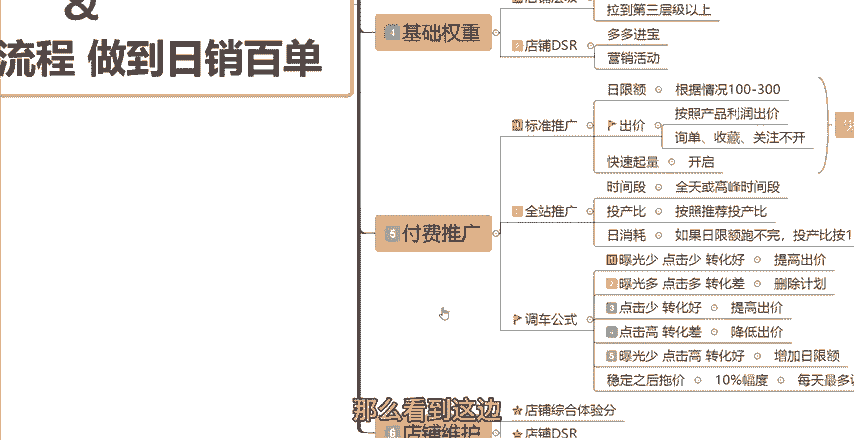 &
流程 做到日销百单
4 基础权重
拉到第三层级以上
店铺DSR
多多进宝
营销活动
5 付费推广
标准推广
日限额 根据情况100-300
出价
按照产品利润出价
询单、收藏、关注不开
快速起量 开启
全站推广
时间段 全天或高峰时间段
投产比 按照推荐投产比
日消耗 如果日限额跑不完，投产比按1
调车公式
曝光少 点击少 转化好 提高出价
2 曝光多 点击多 转化差 删除计划
3 点击少 转化好 提高出价
4 点击高 转化差 降低出价
5 曝光少 点击高 转化好 增加日限额
稳定之后拖价 10%幅度 每天最多
6 店铺维护
店铺综合体验分
店铺DSR
那么看到这边